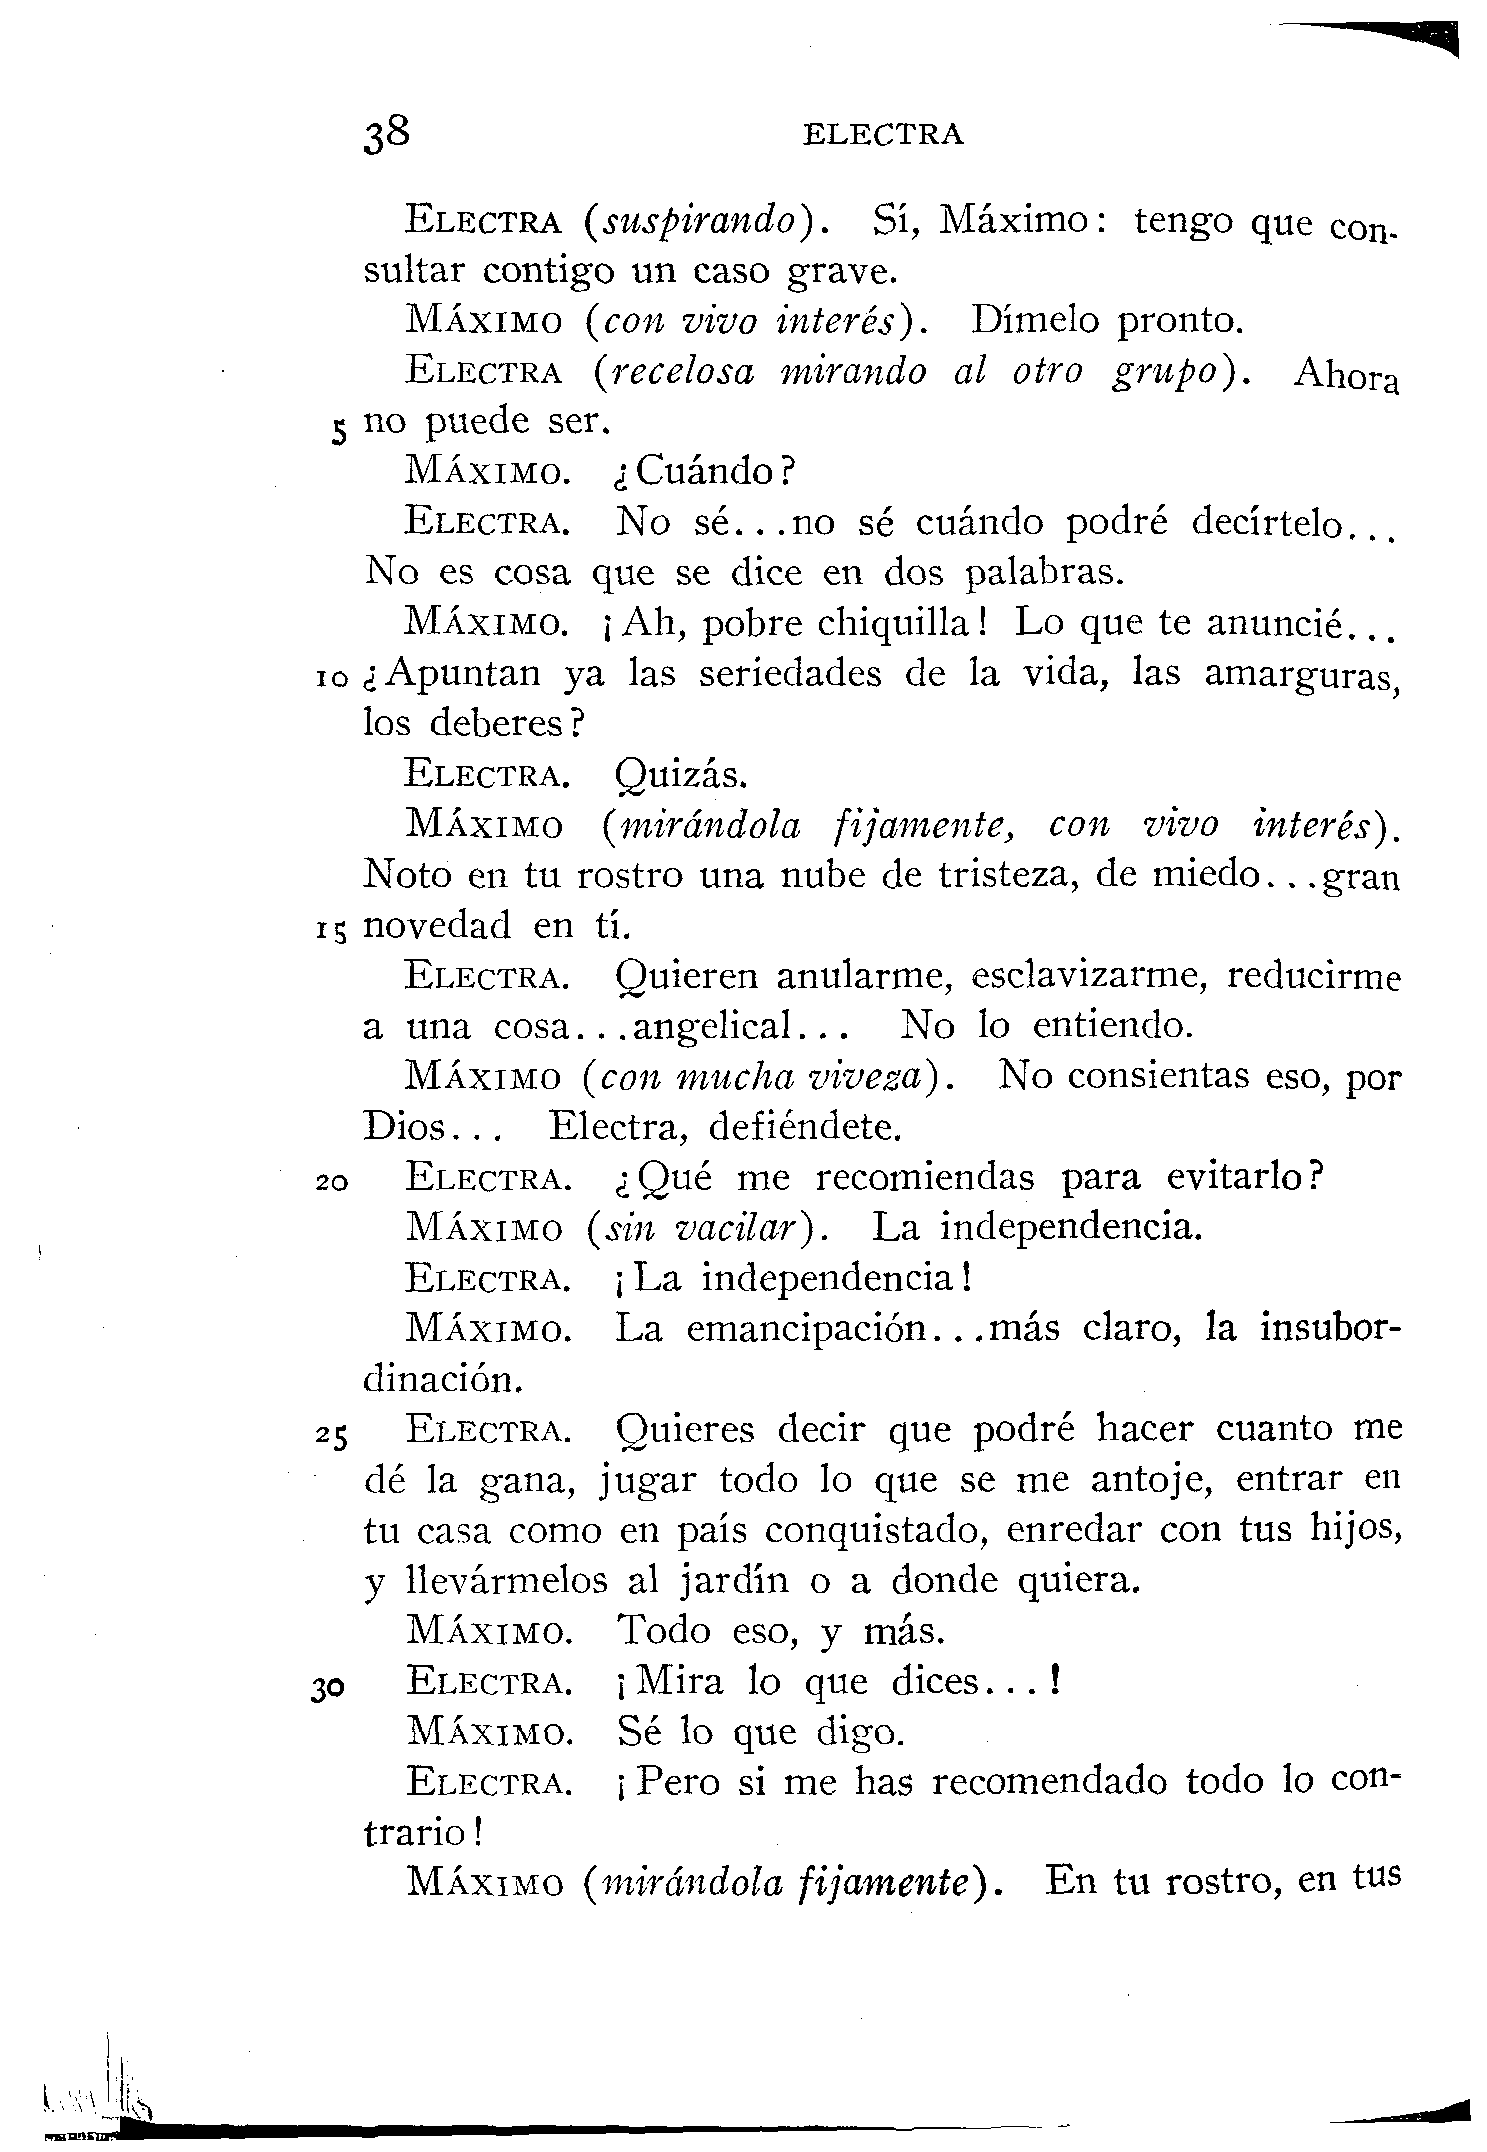 38 ELECTRA
ELECTRA (suspirando). Sí, Máximo: tengo que con-
sultar contigo un caso grave.
MÁXIMO (con vivo interés). Dímelo pronto.
ELECTRA (recelosa mirando al otro grupo). Ahora
5 no puede ser.
MÁXIMO. ¿Cuándo?
ELECTRA. No sé...no sé cuándo podré decírtelo...
No es cosa que se dice en dos palabras.
MÁXIMO. ¡Ah, pobre chiquilla! Lo que te anuncié...
10 ¿Apuntan ya las seriedades de la vida, las amarguras,
los deberes?
ELECTRA. Quizás.
MÁXIMO (mirándola fijamente, con vivo interés).
Noto en tu rostro una nube de tristeza, de miedo...gran
15 novedad en tí.
ELECTRA. Quieren anularme, esclavizarme, reducirme
a una cosa...angelical... No lo entiendo.
MÁXIMO (con mucha viveza). No consientas eso, por
Dios... Electra, defiéndete.
20 ELECTRA. ¿Qué me recomiendas para evitarlo?
MÁXIMO (sin vacilar). La independencia.
ELECTRA. ¡La independencia!
MÁXIMO. La emancipación...más claro, la insubor-
dinación.
25 ELECTRA. Quieres decir que podré hacer cuanto me
dé la gana, jugar todo lo que se me antoje, entrar en
tu casa como en país conquistado, enredar con tus hijos,
y llevármelos al jardín o a donde quiera.
MÁXIMO. Todo eso, y más.
30 ELECTRA. ¡Mira lo que dices...!
MÁXIMO. Sé lo que digo.
ELECTRA. ¡Pero si me has recomendado todo lo con-
trario!
MÁXIMO (mirándola fijamente). En tu rostro, en tus